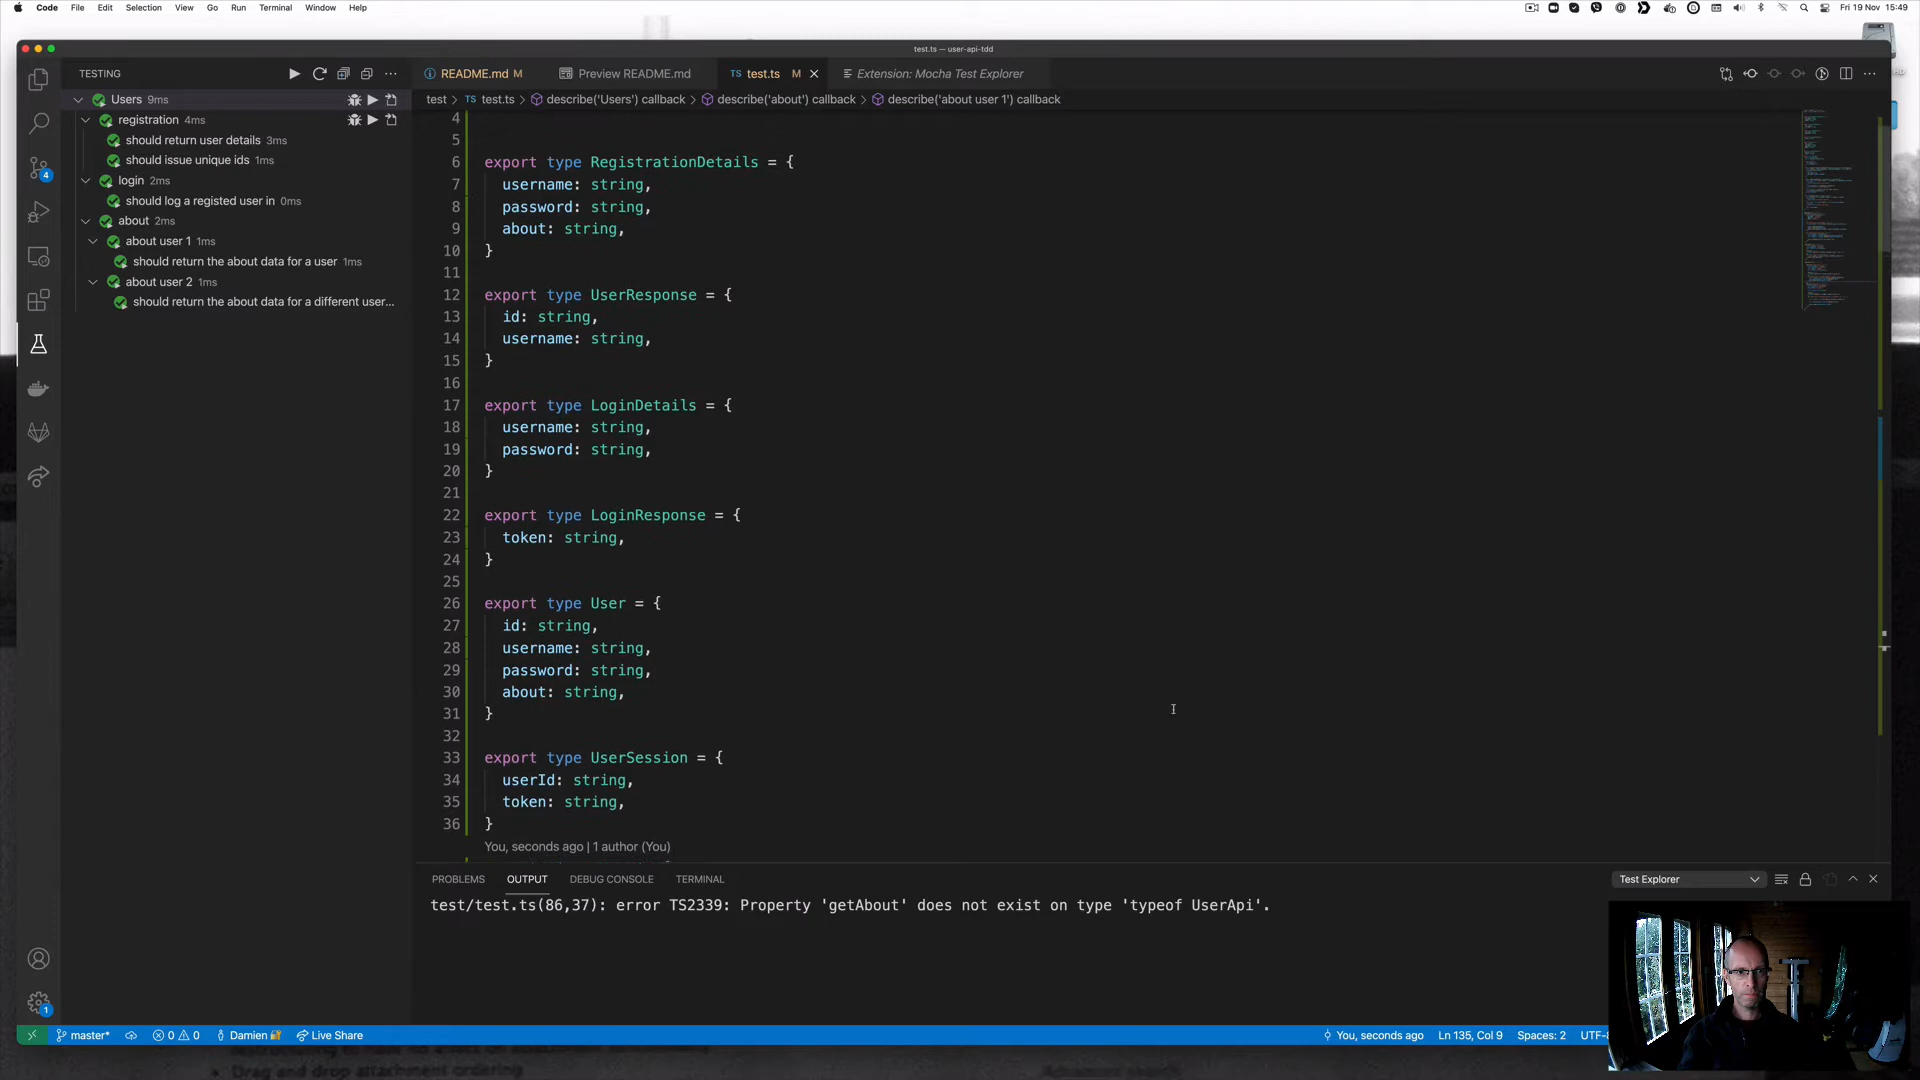 Code File Edit Selection View Go Run Terminal Window Help
Fri 19 Nov 15:49
test.ts — user-api-tdd
TESTING
README.md M
Preview README.md
TS test.ts M
Extension: Mocha Test Explorer
test > TS test.ts > describe('Users') callback > describe('about') callback > describe('about user 1') callback
Users 9ms
registration 4ms
should return user details 3ms
should issue unique ids 1ms
login 2ms
should log a registed user in 0ms
about 2ms
about user 1 1ms
should return the about data for a user 1ms
about user 2 1ms
should return the about data for a different user...
4
5
6 export type RegistrationDetails = {
7 username: string,
8 password: string,
9 about: string,
10 }
11
12 export type UserResponse = {
13 id: string,
14 username: string,
15 }
16
17 export type LoginDetails = {
18 username: string,
19 password: string,
20 }
21
22 export type LoginResponse = {
23 token: string,
24 }
25
26 export type User = {
27 id: string,
28 username: string,
29 password: string,
30 about: string,
31 }
32
33 export type UserSession = {
34 userId: string,
35 token: string,
36 }
You, seconds ago | 1 author (You)
4
PROBLEMS OUTPUT DEBUG CONSOLE TERMINAL
Test Explorer
test/test.ts(86,37): error TS2339: Property 'getAbout' does not exist on type 'typeof UserApi'.
1
master* 0 0 Damien Live Share
You, seconds ago Ln 135, Col 9 Spaces: 2
Drag and drop attachment ordering